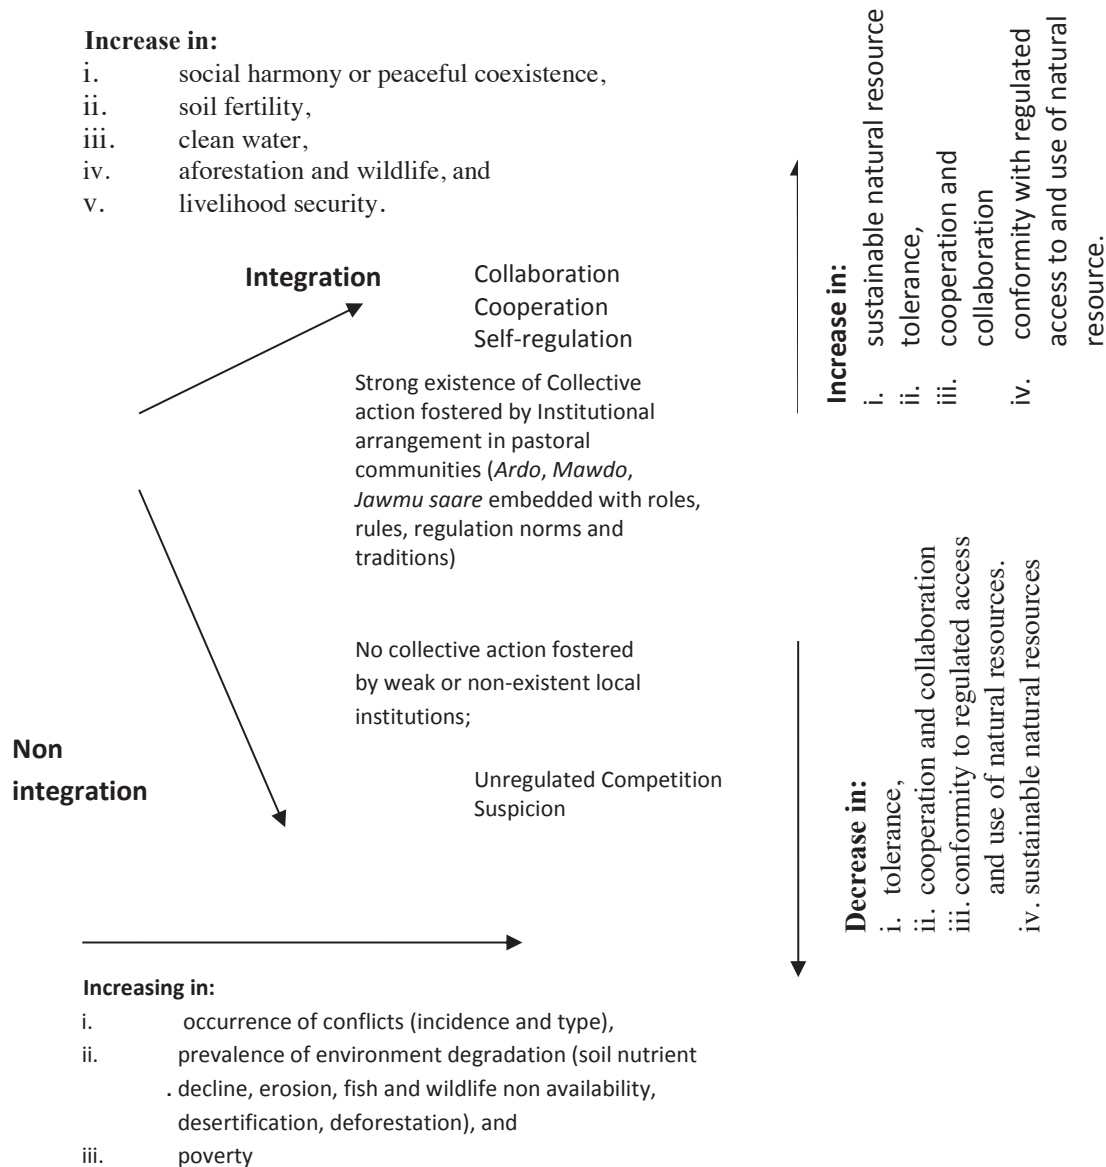 Increase in:
i. social harmony or peaceful coexistence,
ii. soil fertility,
iii. clean water,
iv. aforestation and wildlife, and
v. livelihood security.
Integration
Collaboration
Cooperation
Self-regulation
Strong existence of Collective
action fostered by Institutional
arrangement in pastoral
communities (Ardo, Mawdo,
Jawmu saare embedded with roles,
rules, regulation norms and
traditions)
No collective action fostered
by weak or non-existent local
institutions;
Non
integration
Unregulated Competition
Suspicion
Increase in:
i. sustainable natural resource
ii. tolerance,
iii. cooperation and
collaboration
iv. conformity with regulated
access to and use of natural
resource.
Decrease in:
i. tolerance,
ii. cooperation and collaboration
iii. conformity to regulated access
and use of natural resources.
iv. sustainable natural resources
Increasing in:
i. occurrence of conflicts (incidence and type),
ii. prevalence of environment degradation (soil nutrient
. decline, erosion, fish and wildlife non availability,
desertification, deforestation), and
iii. poverty